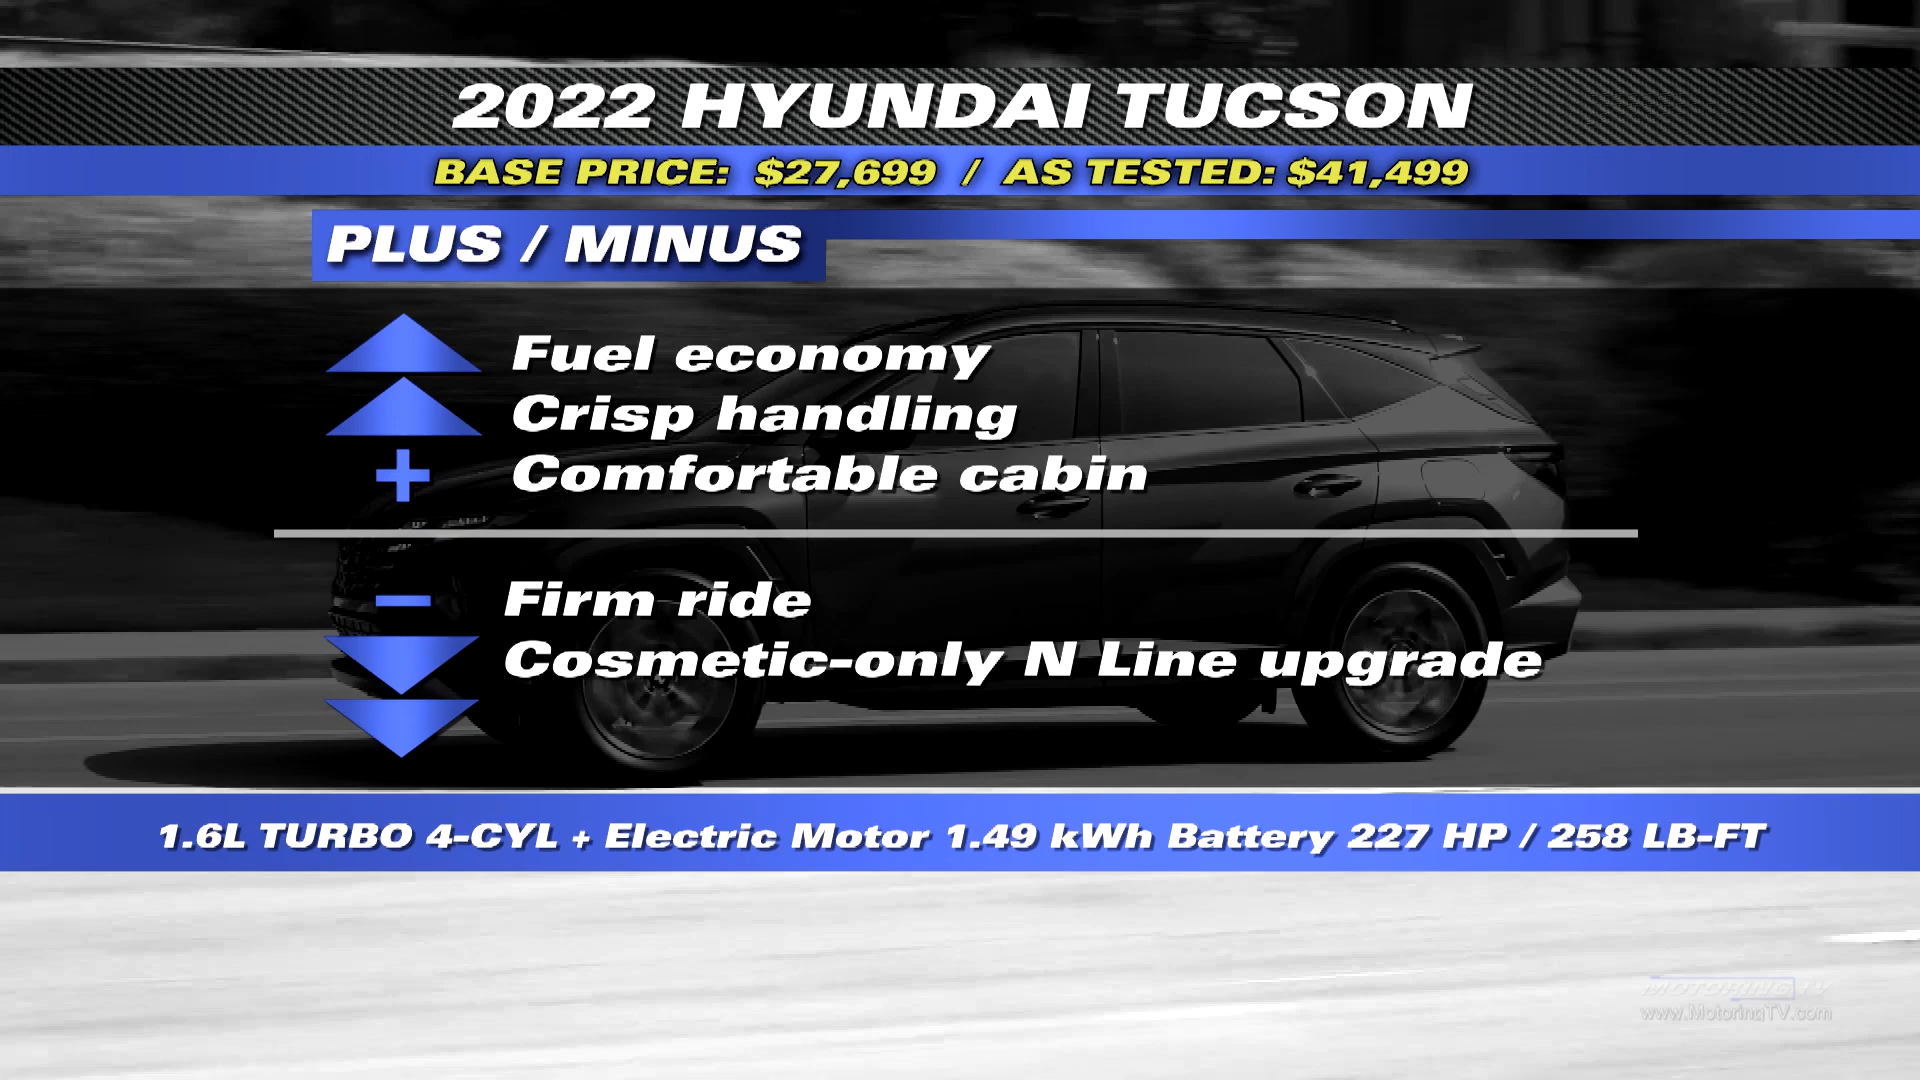 2022 HYUNDAI TUCSON
BASE PRICE: $27,699 / AS TESTED: $41,499
PLUS / MINUS
Fuel economy
Crisp handling
+ Comfortable cabin
– Firm ride
Cosmetic-only N Line upgrade
1.6L TURBO 4-CYL + Electric Motor 1.49 kWh Battery 227 HP / 258 LB-FT
MOTORING TV
www.MotoringTV.com